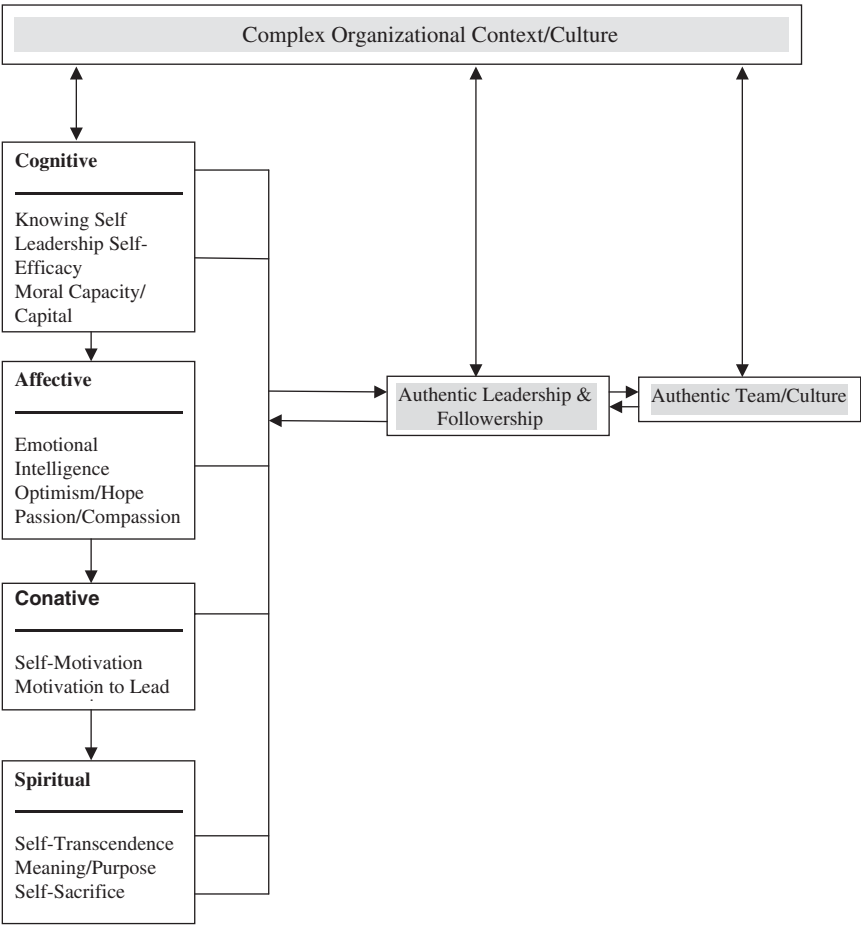 Complex Organizational Context/Culture
Cognitive
Knowing Self
Leadership Self-
Efficacy
Moral Capacity/
Capital
Affective
Emotional
Intelligence
Optimism/Hope
Passion/Compassion
Conative
Self-Motivation
Motivation to Lead
Spiritual
Self-Transcendence
Meaning/Purpose
Self-Sacrifice
Authentic Leadership &
Followership
Authentic Team/Culture